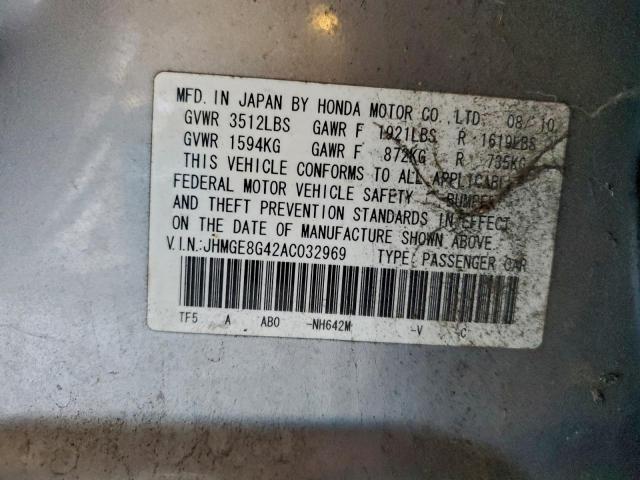 MFD. IN JAPAN BY HONDA MOTOR CO.,LTD. 08/10
GVWR 3512LBS GAWR F 1921LBS R 1619LBS
GVWR 1594KG GAWR F 872KG R 735KG
THIS VEHICLE CONFORMS TO ALL APPLICABLE
FEDERAL MOTOR VEHICLE SAFETY, BUMPER,
AND THEFT PREVENTION STANDARDS IN EFFECT
ON THE DATE OF MANUFACTURE SHOWN ABOVE.
V.I.N.:JHMGE8G42AC032969 TYPE: PASSENGER CAR
TF5 A AB0 -NH642M -V -C